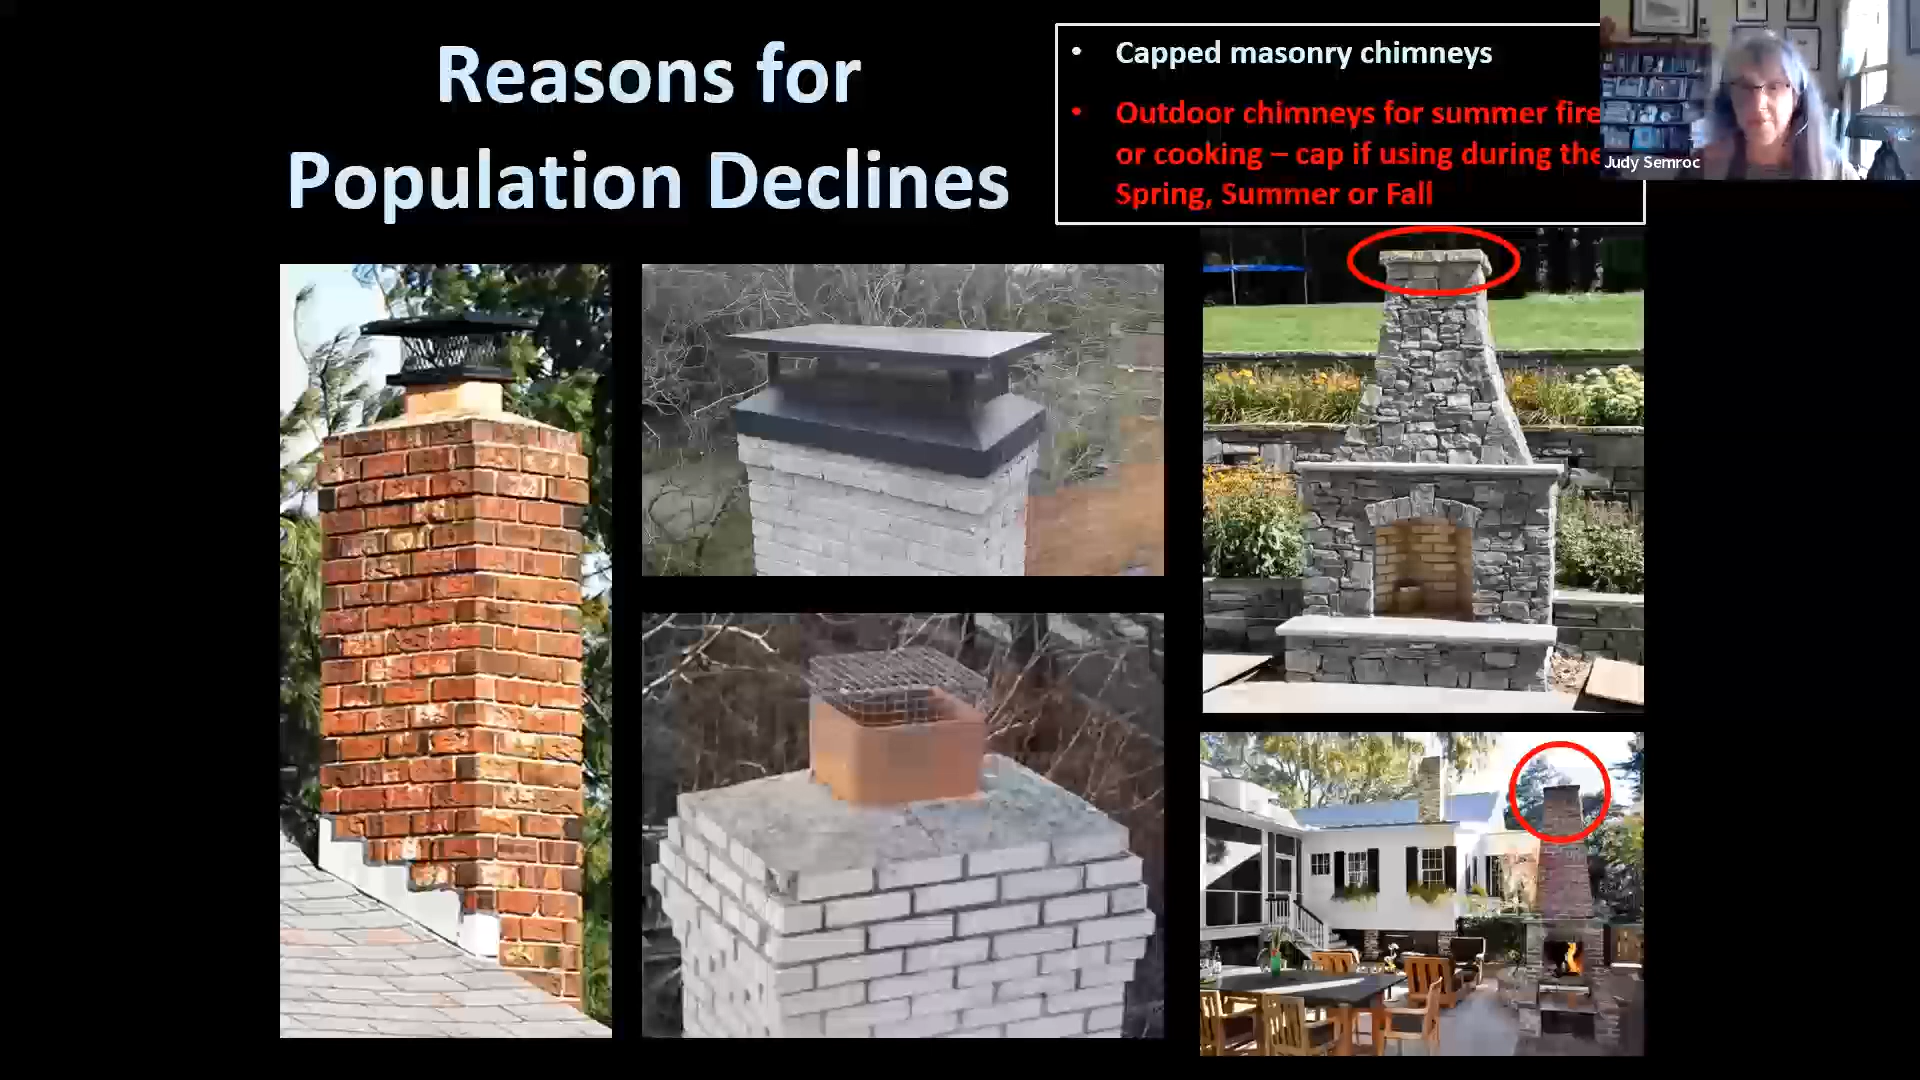 Reasons for
Population Declines
• Capped masonry chimneys
• Outdoor chimneys for summer fire
or cooking – cap if using during the
Spring, Summer or Fall
Judy Semroc